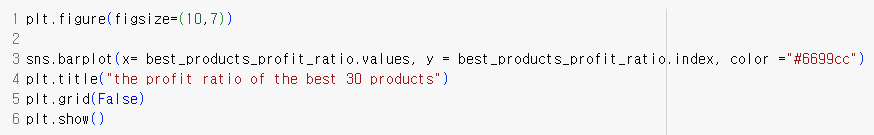 1 plt.figure(figsize=(10,7))
2
3 sns.barplot(x= best_products_profit_ratio.values, y = best_products_profit_ratio.index, color ="#6699cc")
4 plt.title("the profit ratio of the best 30 products")
5 plt.grid(False)
6 plt.show()